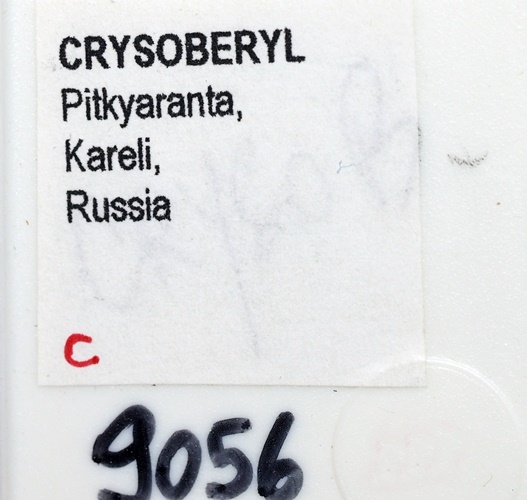 CRYSOBERYL
Pitkyaranta,
Kareli,
Russia
C
9056